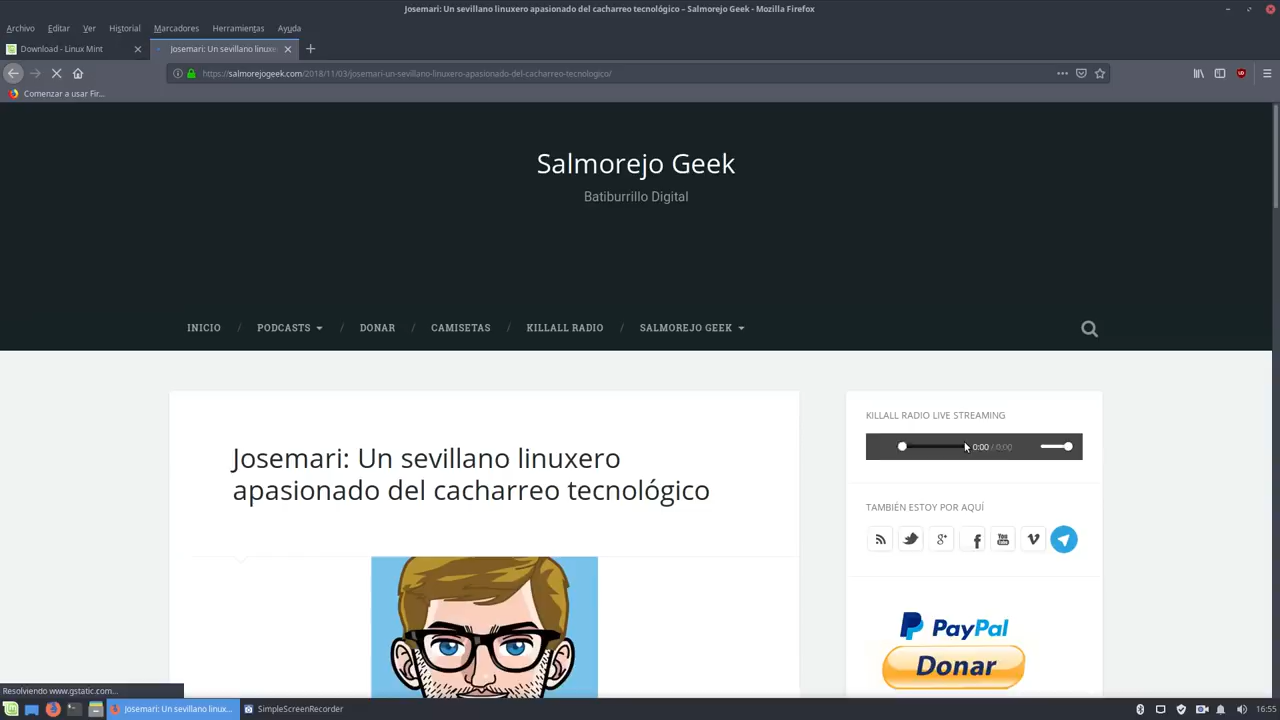 Josemari: Un sevillano linuxero apasionado del cacharreo tecnológico – Salmorejo Geek - Mozilla Firefox
Archivo Editar Ver Historial Marcadores Herramientas Ayuda
Download - Linux Mint
Josemari: Un sevillano linuxe
https://salmorejogeek.com/2018/11/03/josemari-un-sevillano-linuxero-apasionado-del-cacharreo-tecnologico/
Comenzar a usar Fir...
Salmorejo Geek
Batiburrillo Digital
INICIO / PODCASTS / DONAR / CAMISETAS / KILLALL RADIO / SALMOREJO GEEK
Josemari: Un sevillano linuxero
apasionado del cacharreo tecnológico
KILLALL RADIO LIVE STREAMING
0:00 / 0:00
TAMBIÉN ESTOY POR AQUÍ
You Tube
PayPal
Donar
Resolviendo www.gstatic.com...
Josemari: Un sevillano linux...
SimpleScreenRecorder
16:55